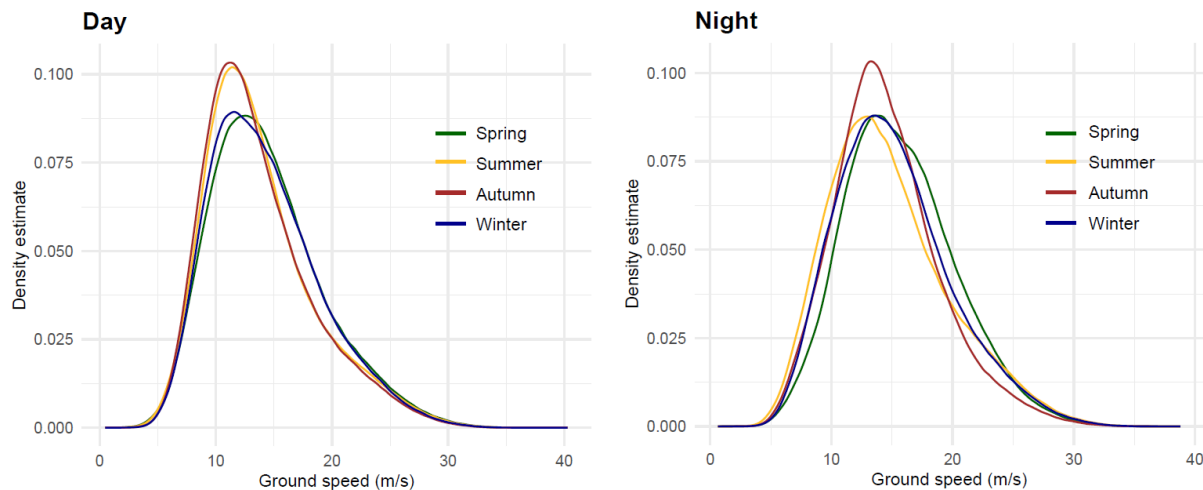 Day
0.100
0.075
0.050
0.025
0.000
Density estimate
0
10
20
30
40
Ground speed (m/s)
Spring
Summer
Autumn
Winter
Night
0.100
0.075
0.050
0.025
0.000
Density estimate
0
10
20
30
40
Ground speed (m/s)
Spring
Summer
Autumn
Winter